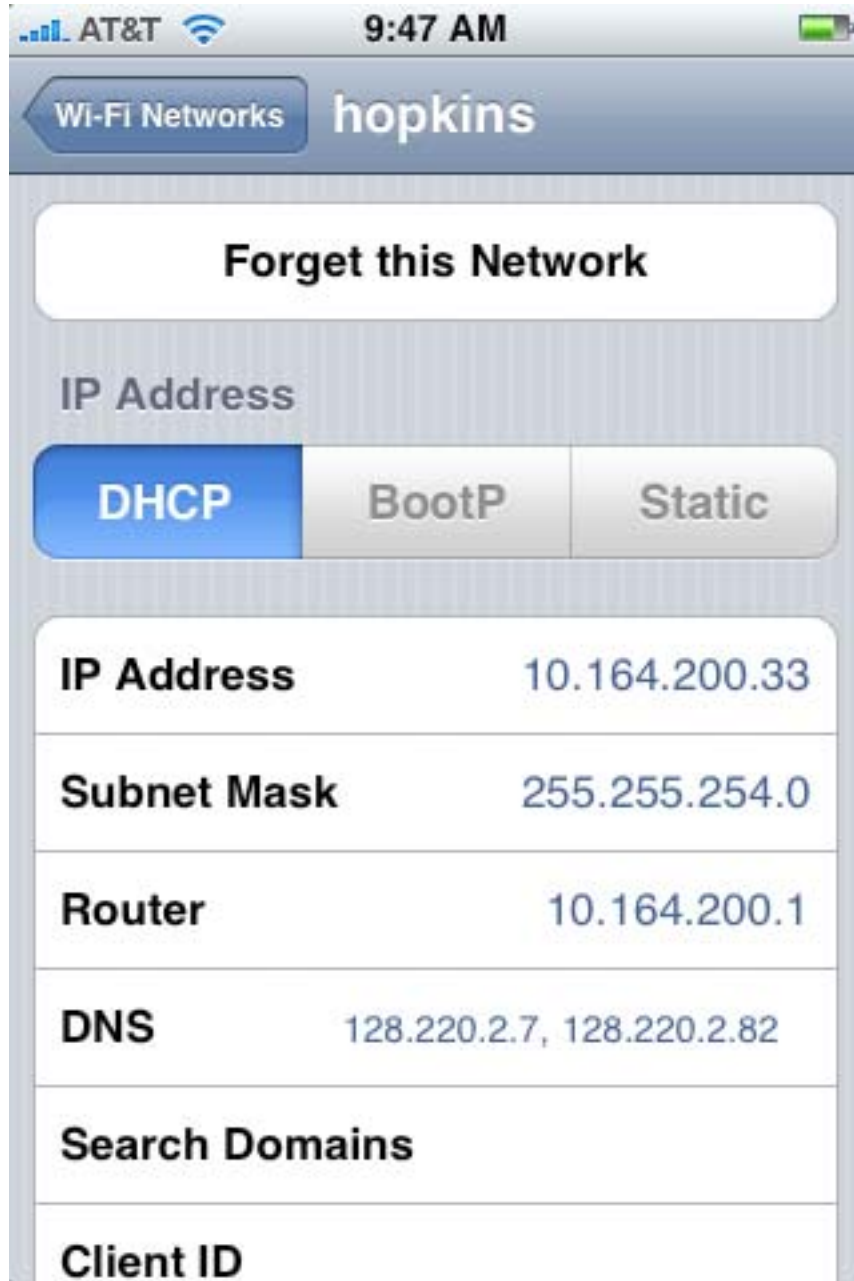 AT&T 9:47 AM
Wi-Fi Networks hopkins
Forget this Network
IP Address
DHCP BootP Static
IP Address 10.164.200.33
Subnet Mask 255.255.254.0
Router 10.164.200.1
DNS 128.220.2.7, 128.220.2.82
Search Domains
Client ID